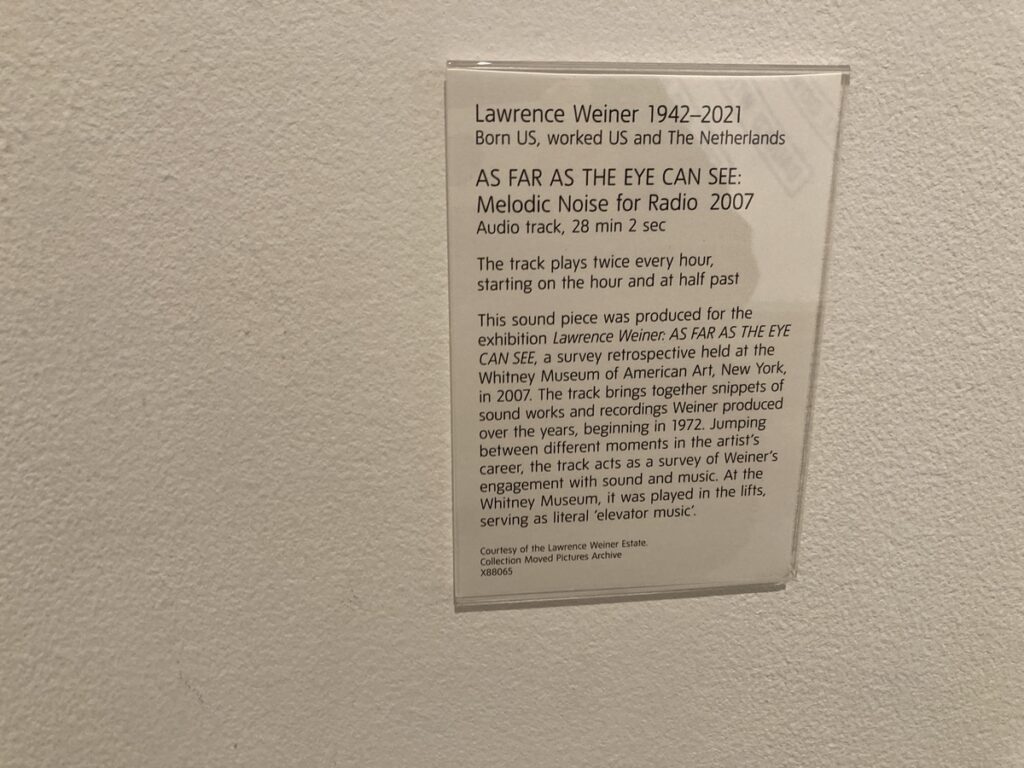 Lawrence Weiner 1942–2021
Born US, worked US and The Netherlands
AS FAR AS THE EYE CAN SEE:
Melodic Noise for Radio 2007
Audio track, 28 min 2 sec
The track plays twice every hour,
starting on the hour and at half past
This sound piece was produced for the
exhibition Lawrence Weiner: AS FAR AS THE EYE
CAN SEE, a survey retrospective held at the
Whitney Museum of American Art, New York,
in 2007. The track brings together snippets of
sound works and recordings Weiner produced
over the years, beginning in 1972. Jumping
between different moments in the artist’s
career, the track acts as a survey of Weiner’s
engagement with sound and music. At the
Whitney Museum, it was played in the lifts,
serving as literal ‘elevator music’.
Courtesy of the Lawrence Weiner Estate.
Collection Moved Pictures Archive
X88065